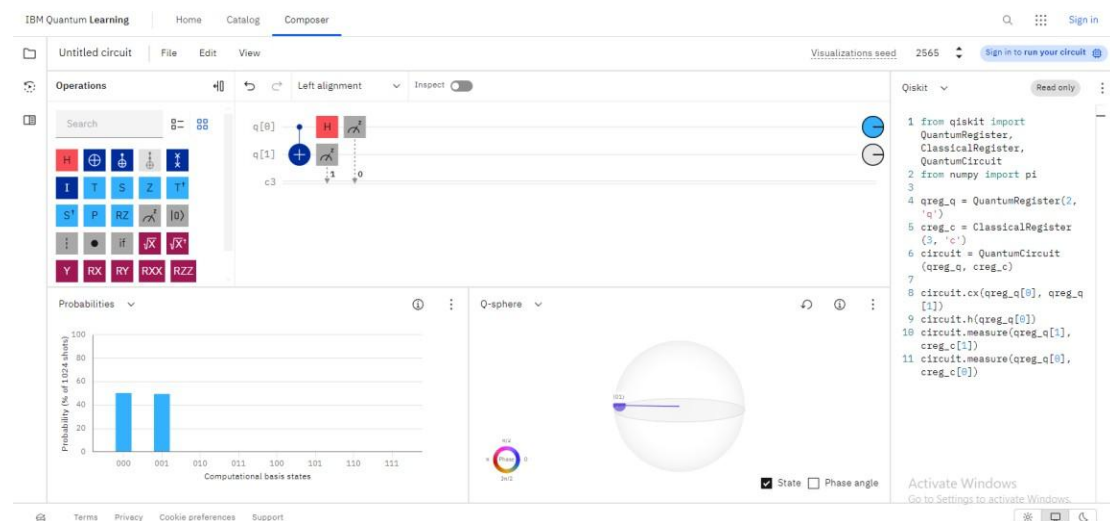 IBM Quantum Learning
Home
Catalog
Composer
Sign in
Untitled circuit
File
Edit
View
Visualizations seed
2565
Sign in to run your circuit
Operations
Left alignment
Inspect
Qiskit
Read only
Search
H
I
T
S
Z
T†
S†
P
RZ
z
|0⟩
if
√X
√X†
Y
RX
RY
RXX
RZZ
q[0]
H
z
q[1]
z
c3
1
0
1 from qiskit import
QuantumRegister,
ClassicalRegister,
QuantumCircuit
2 from numpy import pi
3
4 qreg_q = QuantumRegister(2,
'q')
5 creg_c = ClassicalRegister
(3, 'c')
6 circuit = QuantumCircuit
(qreg_q, creg_c)
7
8 circuit.cx(qreg_q[0], qreg_q
[1])
9 circuit.h(qreg_q[0])
10 circuit.measure(qreg_q[1],
creg_c[1])
11 circuit.measure(qreg_q[0],
creg_c[0])
Probabilities
Probability (% of 1024 shots)
100
80
60
40
20
0
000
001
010
011
100
101
110
111
Computational basis states
Q-sphere
π/2
Phase
0
3π/2
State
Phase angle
Activate Windows
Go to Settings to activate Windows.
Terms
Privacy
Cookie preferences
Support